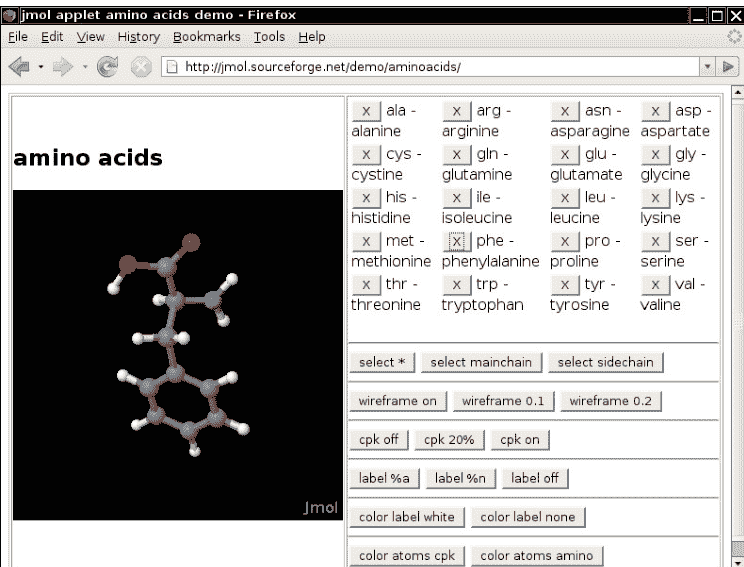 jmol applet amino acids demo - Firefox
File Edit View History Bookmarks Tools Help
http://jmol.sourceforge.net/demo/aminoacids/
amino acids
Jmol
x ala - x arg - x asn - x asp -
alanine arginine asparagine aspartate
x cys - x gln - x glu - x gly -
cystine glutamine glutamate glycine
x his - x ile - x leu - x lys -
histidine isoleucine leucine lysine
x met - x phe - x pro - x ser -
methionine phenylalanine proline serine
x thr - x trp - x tyr - x val -
threonine tryptophan tyrosine valine
select * select mainchain select sidechain
wireframe on wireframe 0.1 wireframe 0.2
cpk off cpk 20% cpk on
label %a label %n label off
color label white color label none
color atoms cpk color atoms amino